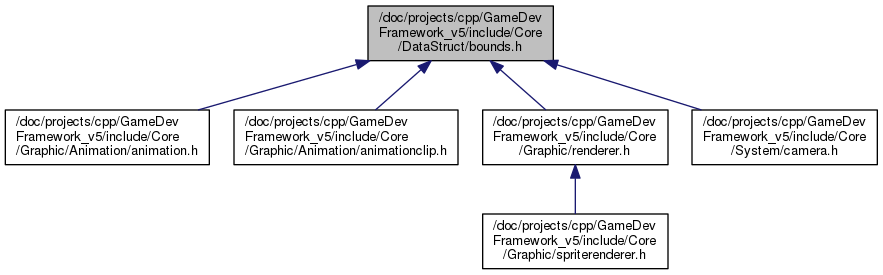 /doc/projects/cpp/GameDev
Framework_v5/include/Core
/DataStruct/bounds.h
/doc/projects/cpp/GameDev
Framework_v5/include/Core
/Graphic/Animation/animation.h
/doc/projects/cpp/GameDev
Framework_v5/include/Core
/Graphic/Animation/animationclip.h
/doc/projects/cpp/GameDev
Framework_v5/include/Core
/Graphic/renderer.h
/doc/projects/cpp/GameDev
Framework_v5/include/Core
/System/camera.h
/doc/projects/cpp/GameDev
Framework_v5/include/Core
/Graphic/spriterenderer.h